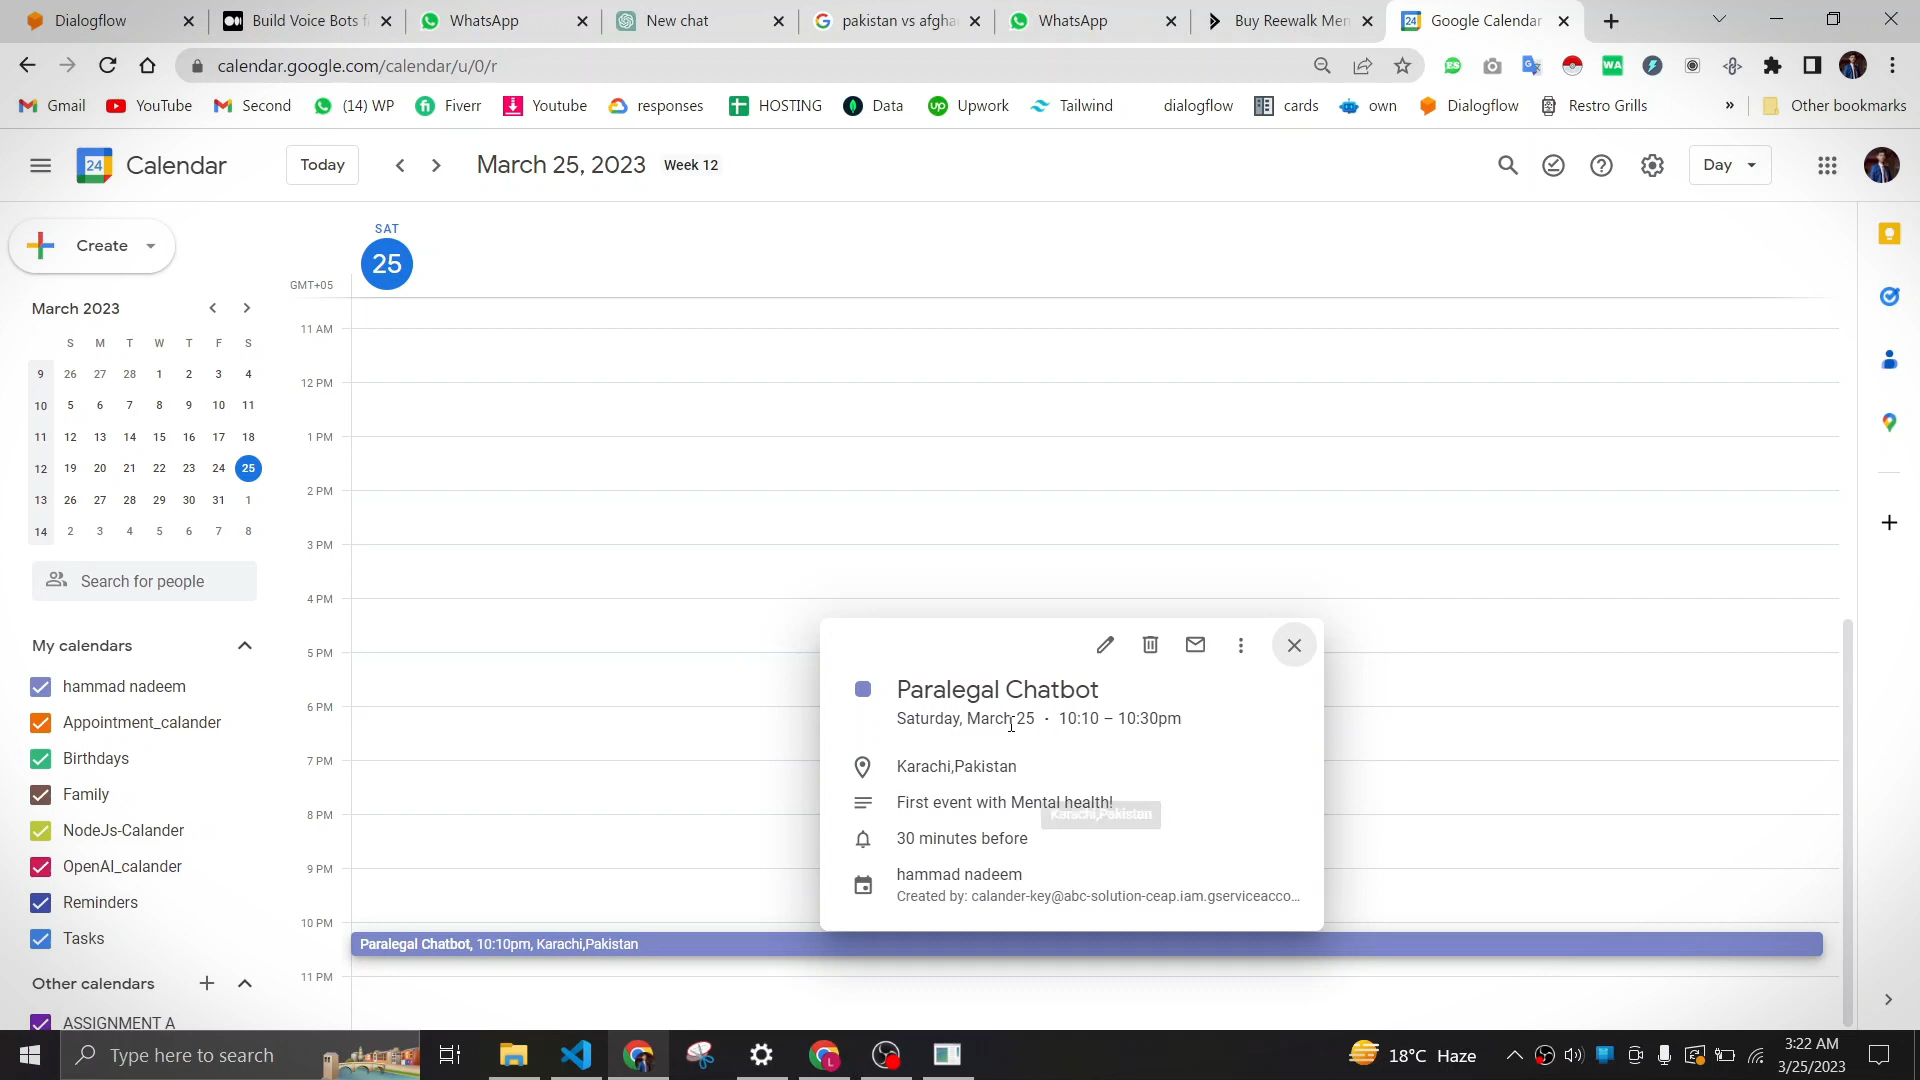 Dialogflow
Build Voice Bots f
WhatsApp
New chat
pakistan vs afgha
WhatsApp
Buy Reewalk Men
Google Calendar
calendar.google.com/calendar/u/0/r
Gmail
YouTube
Second
(14) WP
Fiverr
Youtube
responses
HOSTING
Data
Upwork
Tailwind
dialogflow
cards
own
Dialogflow
Restro Grills
»
Other bookmarks
24 Calendar
Today
March 25, 2023 Week 12
Day
Create
SAT
25
GMT+05
March 2023
S M T W T F S
9 26 27 28 1 2 3 4
10 5 6 7 8 9 10 11
11 12 13 14 15 16 17 18
12 19 20 21 22 23 24 25
13 26 27 28 29 30 31 1
14 2 3 4 5 6 7 8
Search for people
My calendars
hammad nadeem
Appointment_calander
Birthdays
Family
NodeJs-Calander
OpenAI_calander
Reminders
Tasks
Other calendars
ASSIGNMENT A
11 AM
12 PM
1 PM
2 PM
3 PM
4 PM
5 PM
6 PM
7 PM
8 PM
9 PM
10 PM
11 PM
Paralegal Chatbot
Saturday, March 25 · 10:10 – 10:30pm
Karachi,Pakistan
First event with Mental health!
Karachi,Pakistan
30 minutes before
hammad nadeem
Created by: calander-key@abc-solution-ceap.iam.gserviceacco...
Paralegal Chatbot, 10:10pm, Karachi,Pakistan
Type here to search
18°C Haze
3:22 AM
3/25/2023